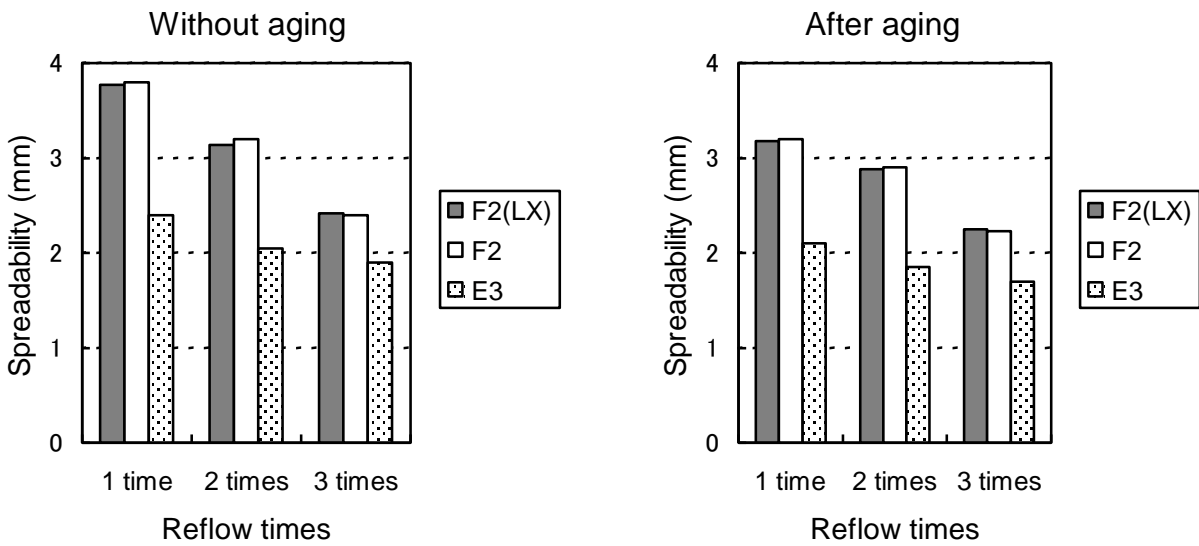 Without aging
4
3
2
1
0
Spreadability (mm)
1 time 2 times 3 times
Reflow times
F2(LX)
F2
E3
After aging
4
3
2
1
0
Spreadability (mm)
1 time 2 times 3 times
Reflow times
F2(LX)
F2
E3